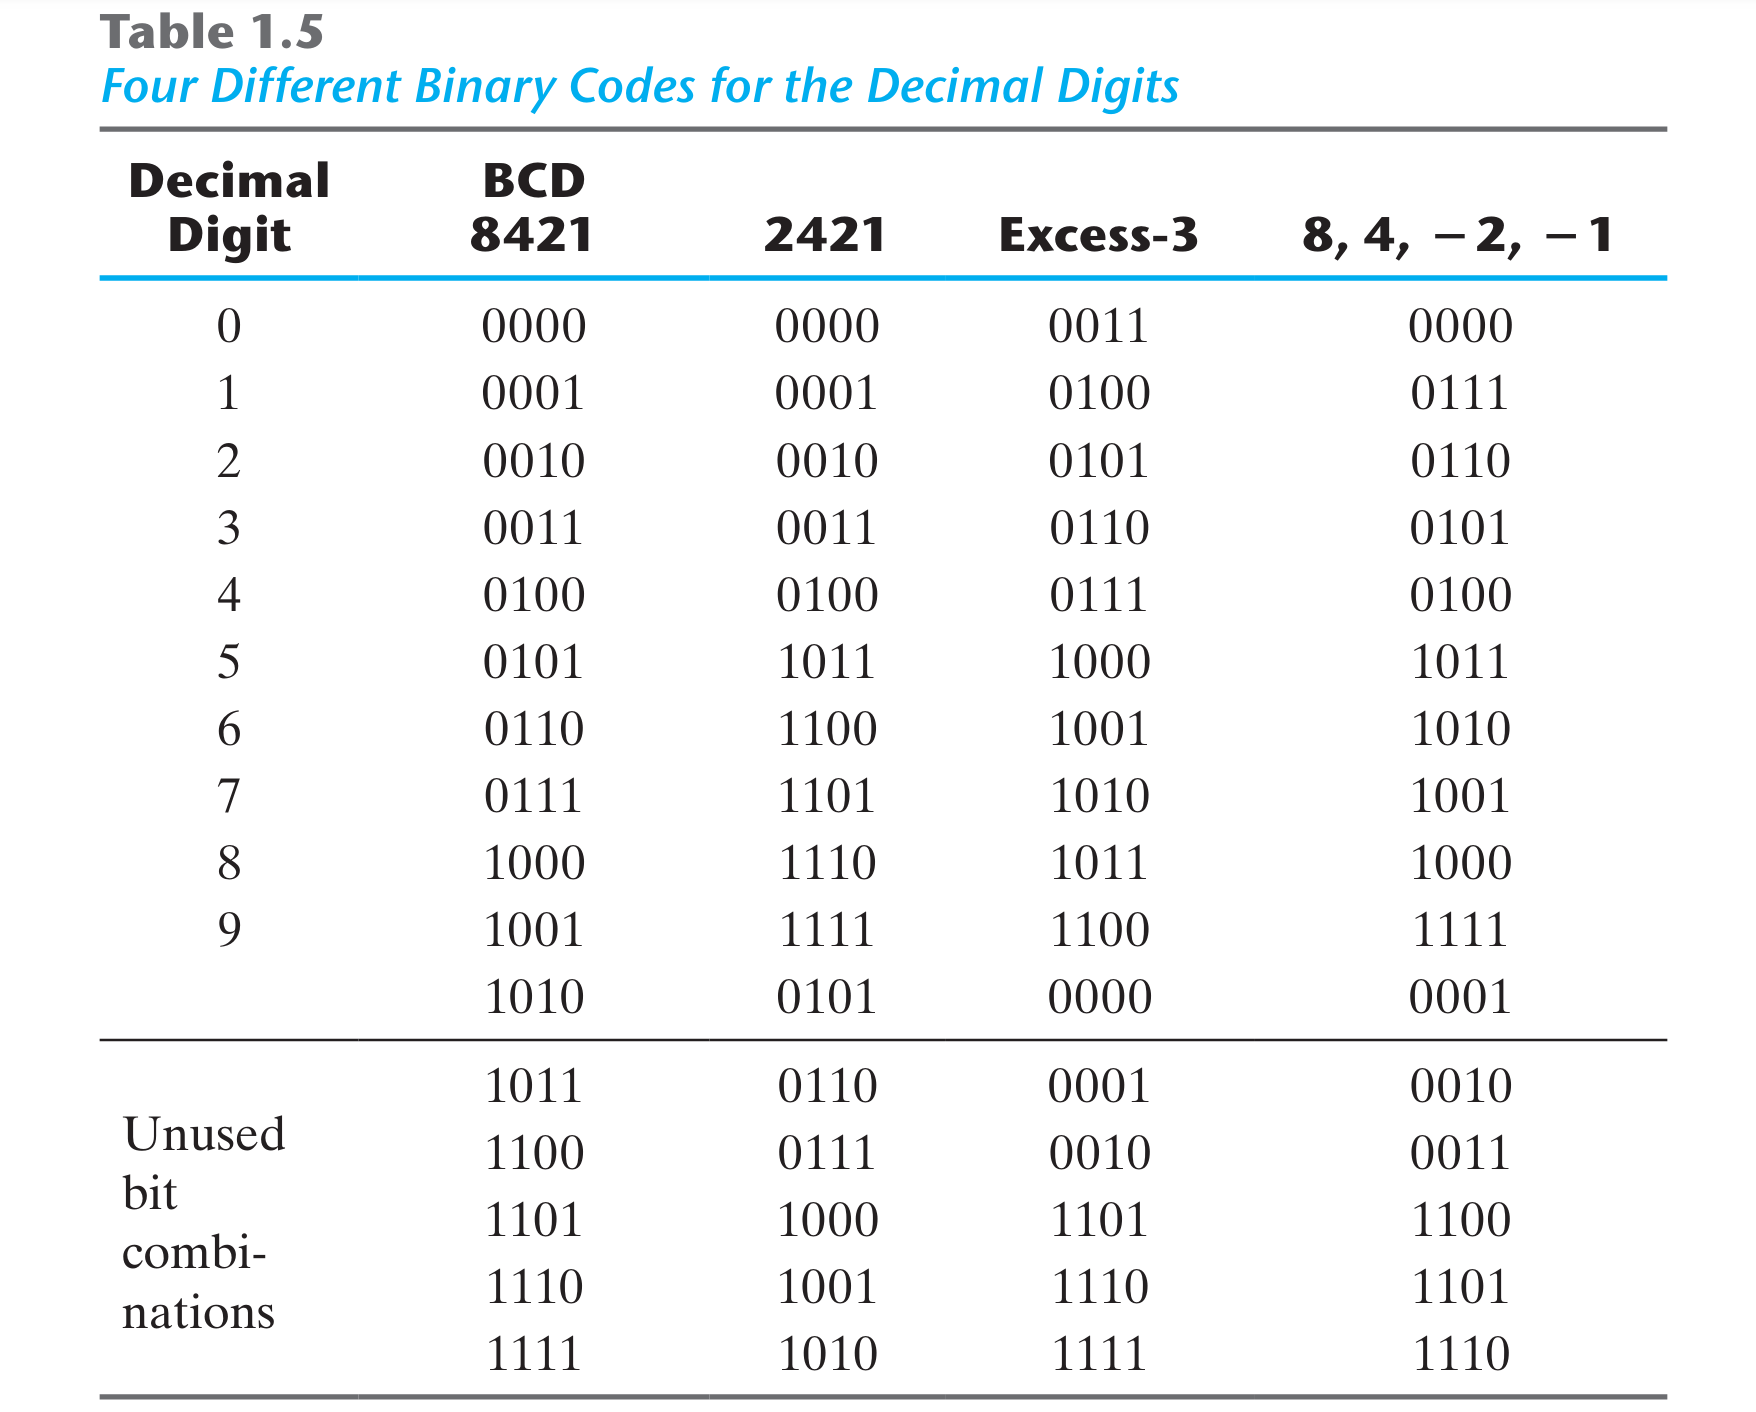 Table 1.5
Four Different Binary Codes for the Decimal Digits
Decimal Digit BCD 8421 2421 Excess-3 8, 4, −2, −1
0 0000 0000 0011 0000
1 0001 0001 0100 0111
2 0010 0010 0101 0110
3 0011 0011 0110 0101
4 0100 0100 0111 0100
5 0101 1011 1000 1011
6 0110 1100 1001 1010
7 0111 1101 1010 1001
8 1000 1110 1011 1000
9 1001 1111 1100 1111
1010 0101 0000 0001
Unused
bit
combi-
nations
1011 0110 0001 0010
1100 0111 0010 0011
1101 1000 1101 1100
1110 1001 1110 1101
1111 1010 1111 1110